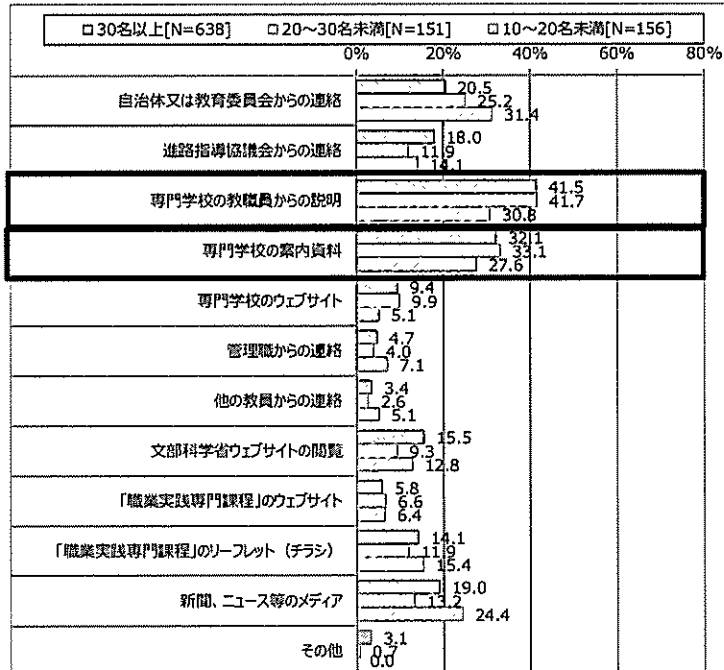 □30名以上[N=638] □20～30名未満[N=151] □10～20名未満[N=156]
0% 20% 40% 60% 80%
自治体又は教育委員会からの連絡
20.5
25.2
31.4
進路指導協議会からの連絡
18.0
11.9
14.1
専門学校の教職員からの説明
41.5
41.7
30.8
専門学校の案内資料
32.1
33.1
27.6
専門学校のウェブサイト
9.4
9.9
5.1
管理職からの連絡
4.7
4.0
7.1
他の教員からの連絡
3.4
2.6
5.1
文部科学省ウェブサイトの閲覧
15.5
9.3
12.8
「職業実践専門課程」のウェブサイト
5.8
6.6
6.4
「職業実践専門課程」のリーフレット（チラシ）
14.1
11.9
15.4
新聞、ニュース等のメディア
19.0
13.2
24.4
その他
3.1
0.7
0.0